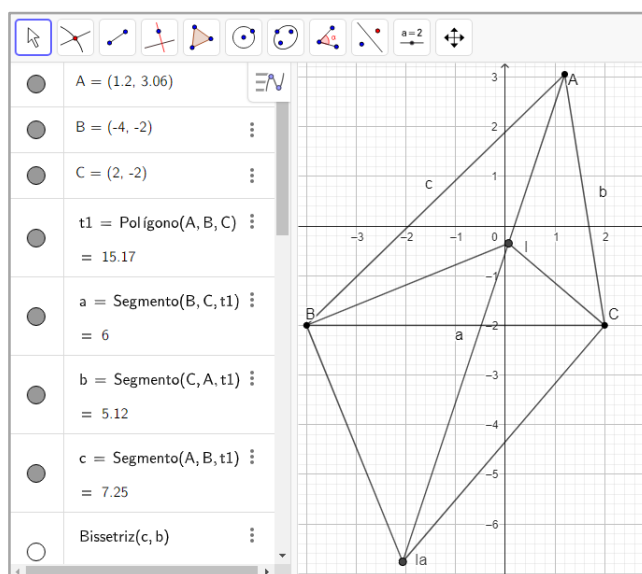 a=2
A = (1.2, 3.06)
B = (-4, -2)
C = (2, -2)
t1 = Polígono(A, B, C)
= 15.17
a = Segmento(B, C, t1)
= 6
b = Segmento(C, A, t1)
= 5.12
c = Segmento(A, B, t1)
= 7.25
Bissetriz(c, b)
3
A
2
c
1
b
-3 -2 -1 0 1 2
I
-1
B
C
-2
a
-3
-4
-5
-6
Ia